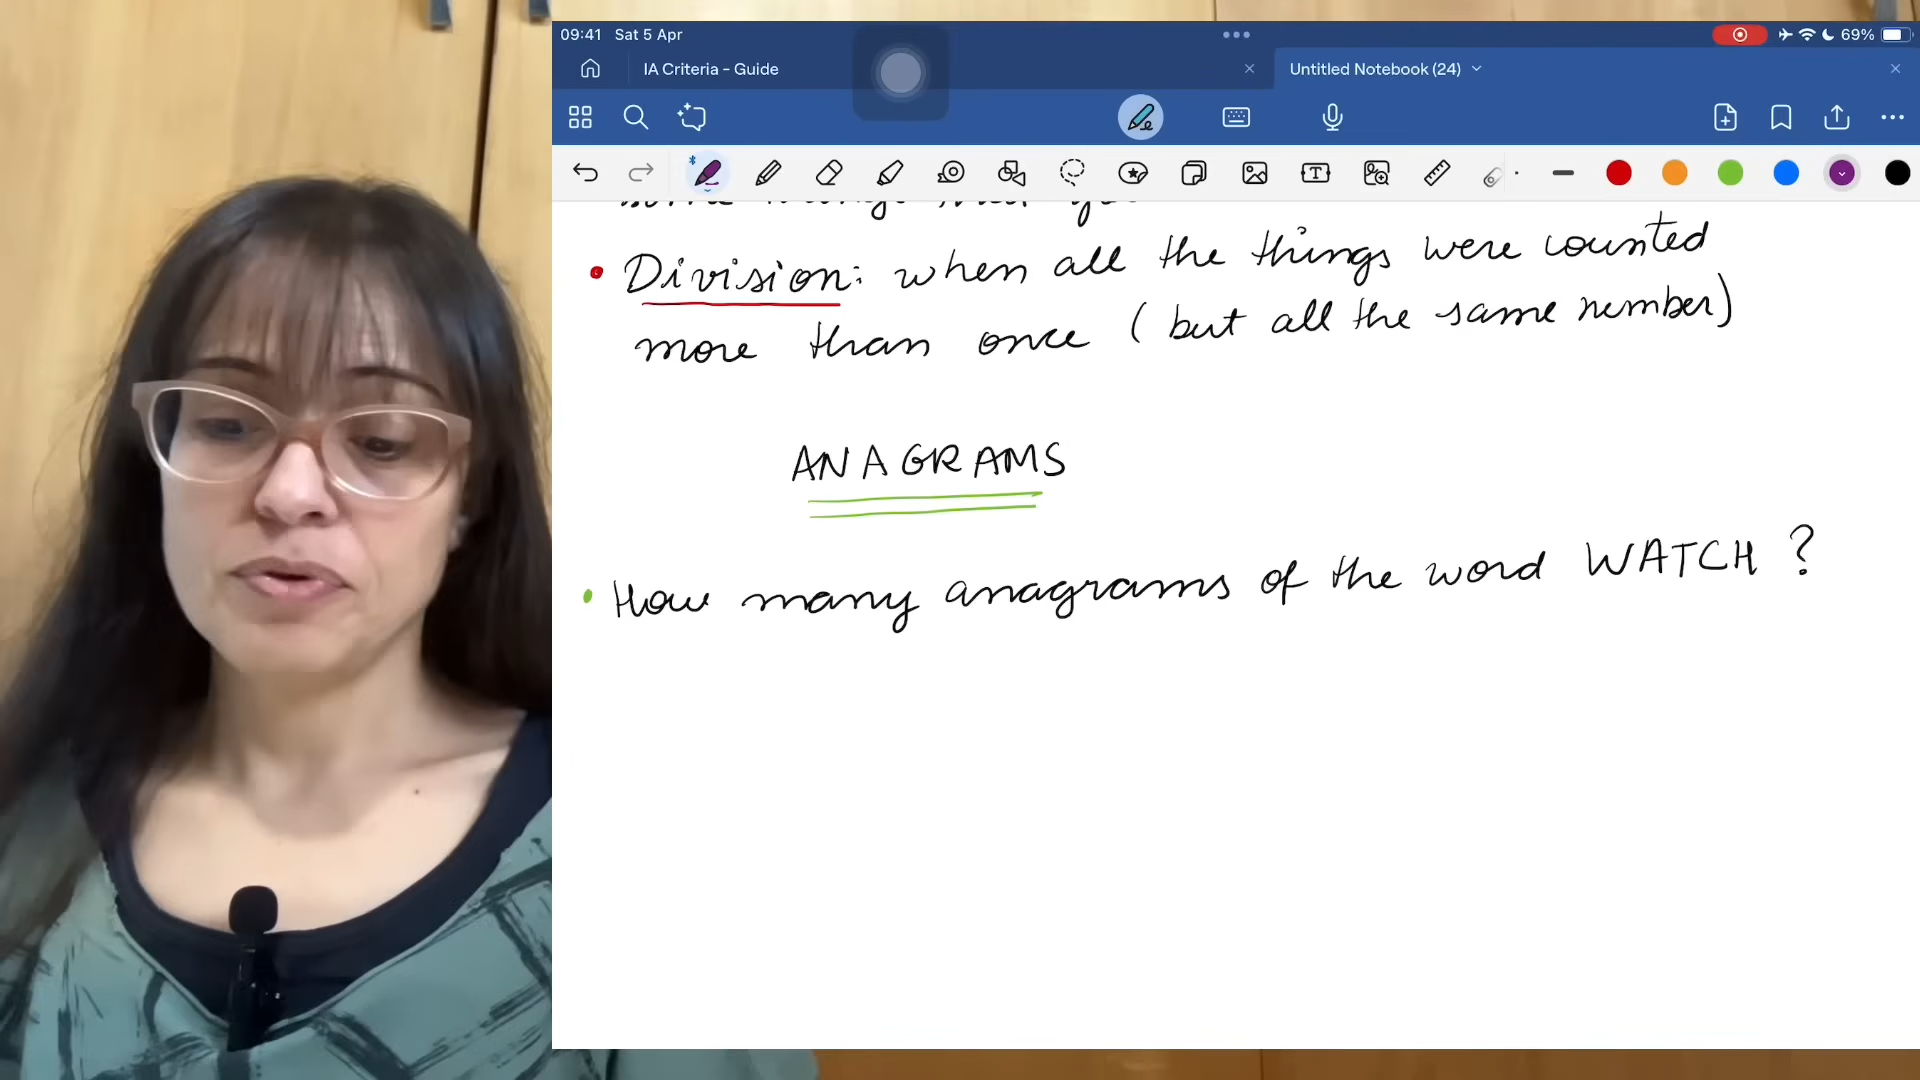 09:41 Sat 5 Apr
69%
IA Criteria – Guide
Untitled Notebook (24)
Division: when all the things were counted
more than once (but all the same number)
ANAGRAMS
• How many anagrams of the word WATCH ?